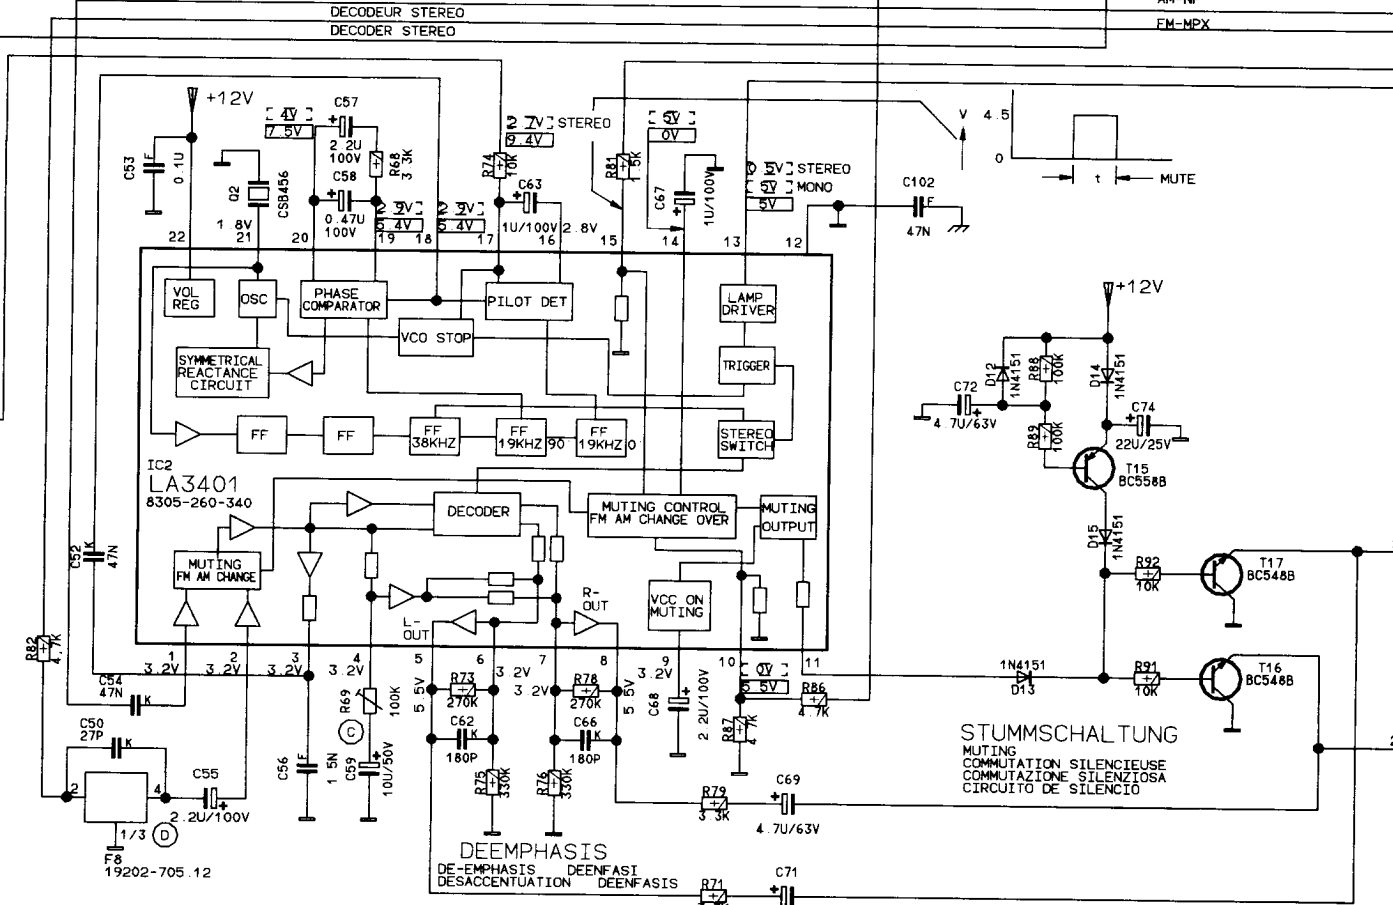 DECODEUR STEREO
DECODER STEREO
FM-MPX
+12V
4V
7.5V
C57
2.2U
100V
R68
3.3K
C58
0.47U
100V
C53
0.1U
Q2
CSB456
1.8V
2.9V
5.4V
2.9V
5.4V
R74
10K
2.7V STEREO
9.4V
C63
1U/100V
2.8V
R81
1.5K
5V
0V
C67
1U/100V
0.5V STEREO
5V MONO
5V
C102
47N
V
4.5
0
t
MUTE
22
21
20
19
18
17
16
15
14
13
12
VOL
REG
OSC
PHASE
COMPARATOR
PILOT DET
VCO STOP
LAMP
DRIVER
TRIGGER
SYMMETRICAL
REACTANCE
CIRCUIT
FF
FF
FF
38KHZ
FF
19KHZ
90
FF
19KHZ
0
STEREO
SWITCH
IC2
LA3401
8305-260-340
DECODER
MUTING CONTROL
FM AM CHANGE OVER
MUTING
OUTPUT
MUTING
FM AM CHANGE
VCC ON
MUTING
L-
OUT
R-
OUT
+12V
D12
1N4151
R88
100K
D14
1N4151
C72
4.7U/63V
R89
100K
C74
22U/25V
T15
BC558B
D15
1N4151
R92
10K
T17
BC548B
1N4151
D13
R91
10K
T16
BC548B
C52
47N
R82
4.7K
1
3.2V
2
3.2V
3
3.2V
4
3.2V
5
5.5V
6
3.2V
7
3.2V
8
5.5V
9
3.2V
10
11
0V
5.5V
C54
47N
C50
27P
2
4
1/3
D
F8
19202-705.12
C55
2.2U/100V
C56
1.5N
R69
100K
C
C59
10U/50V
R73
270K
C62
180P
R75
330K
R78
270K
C66
180P
R76
330K
C68
2.2U/100V
R87
4.7K
R86
4.7K
R79
3.3K
C69
4.7U/63V
R71
C71
STUMMSCHALTUNG
MUTING
COMMUTATION SILENCIEUSE
COMMUTAZIONE SILENZIOSA
CIRCUITO DE SILENCIO
DEEMPHASIS
DE-EMPHASIS DEENFASI
DESACCENTUATION DEENFASIS